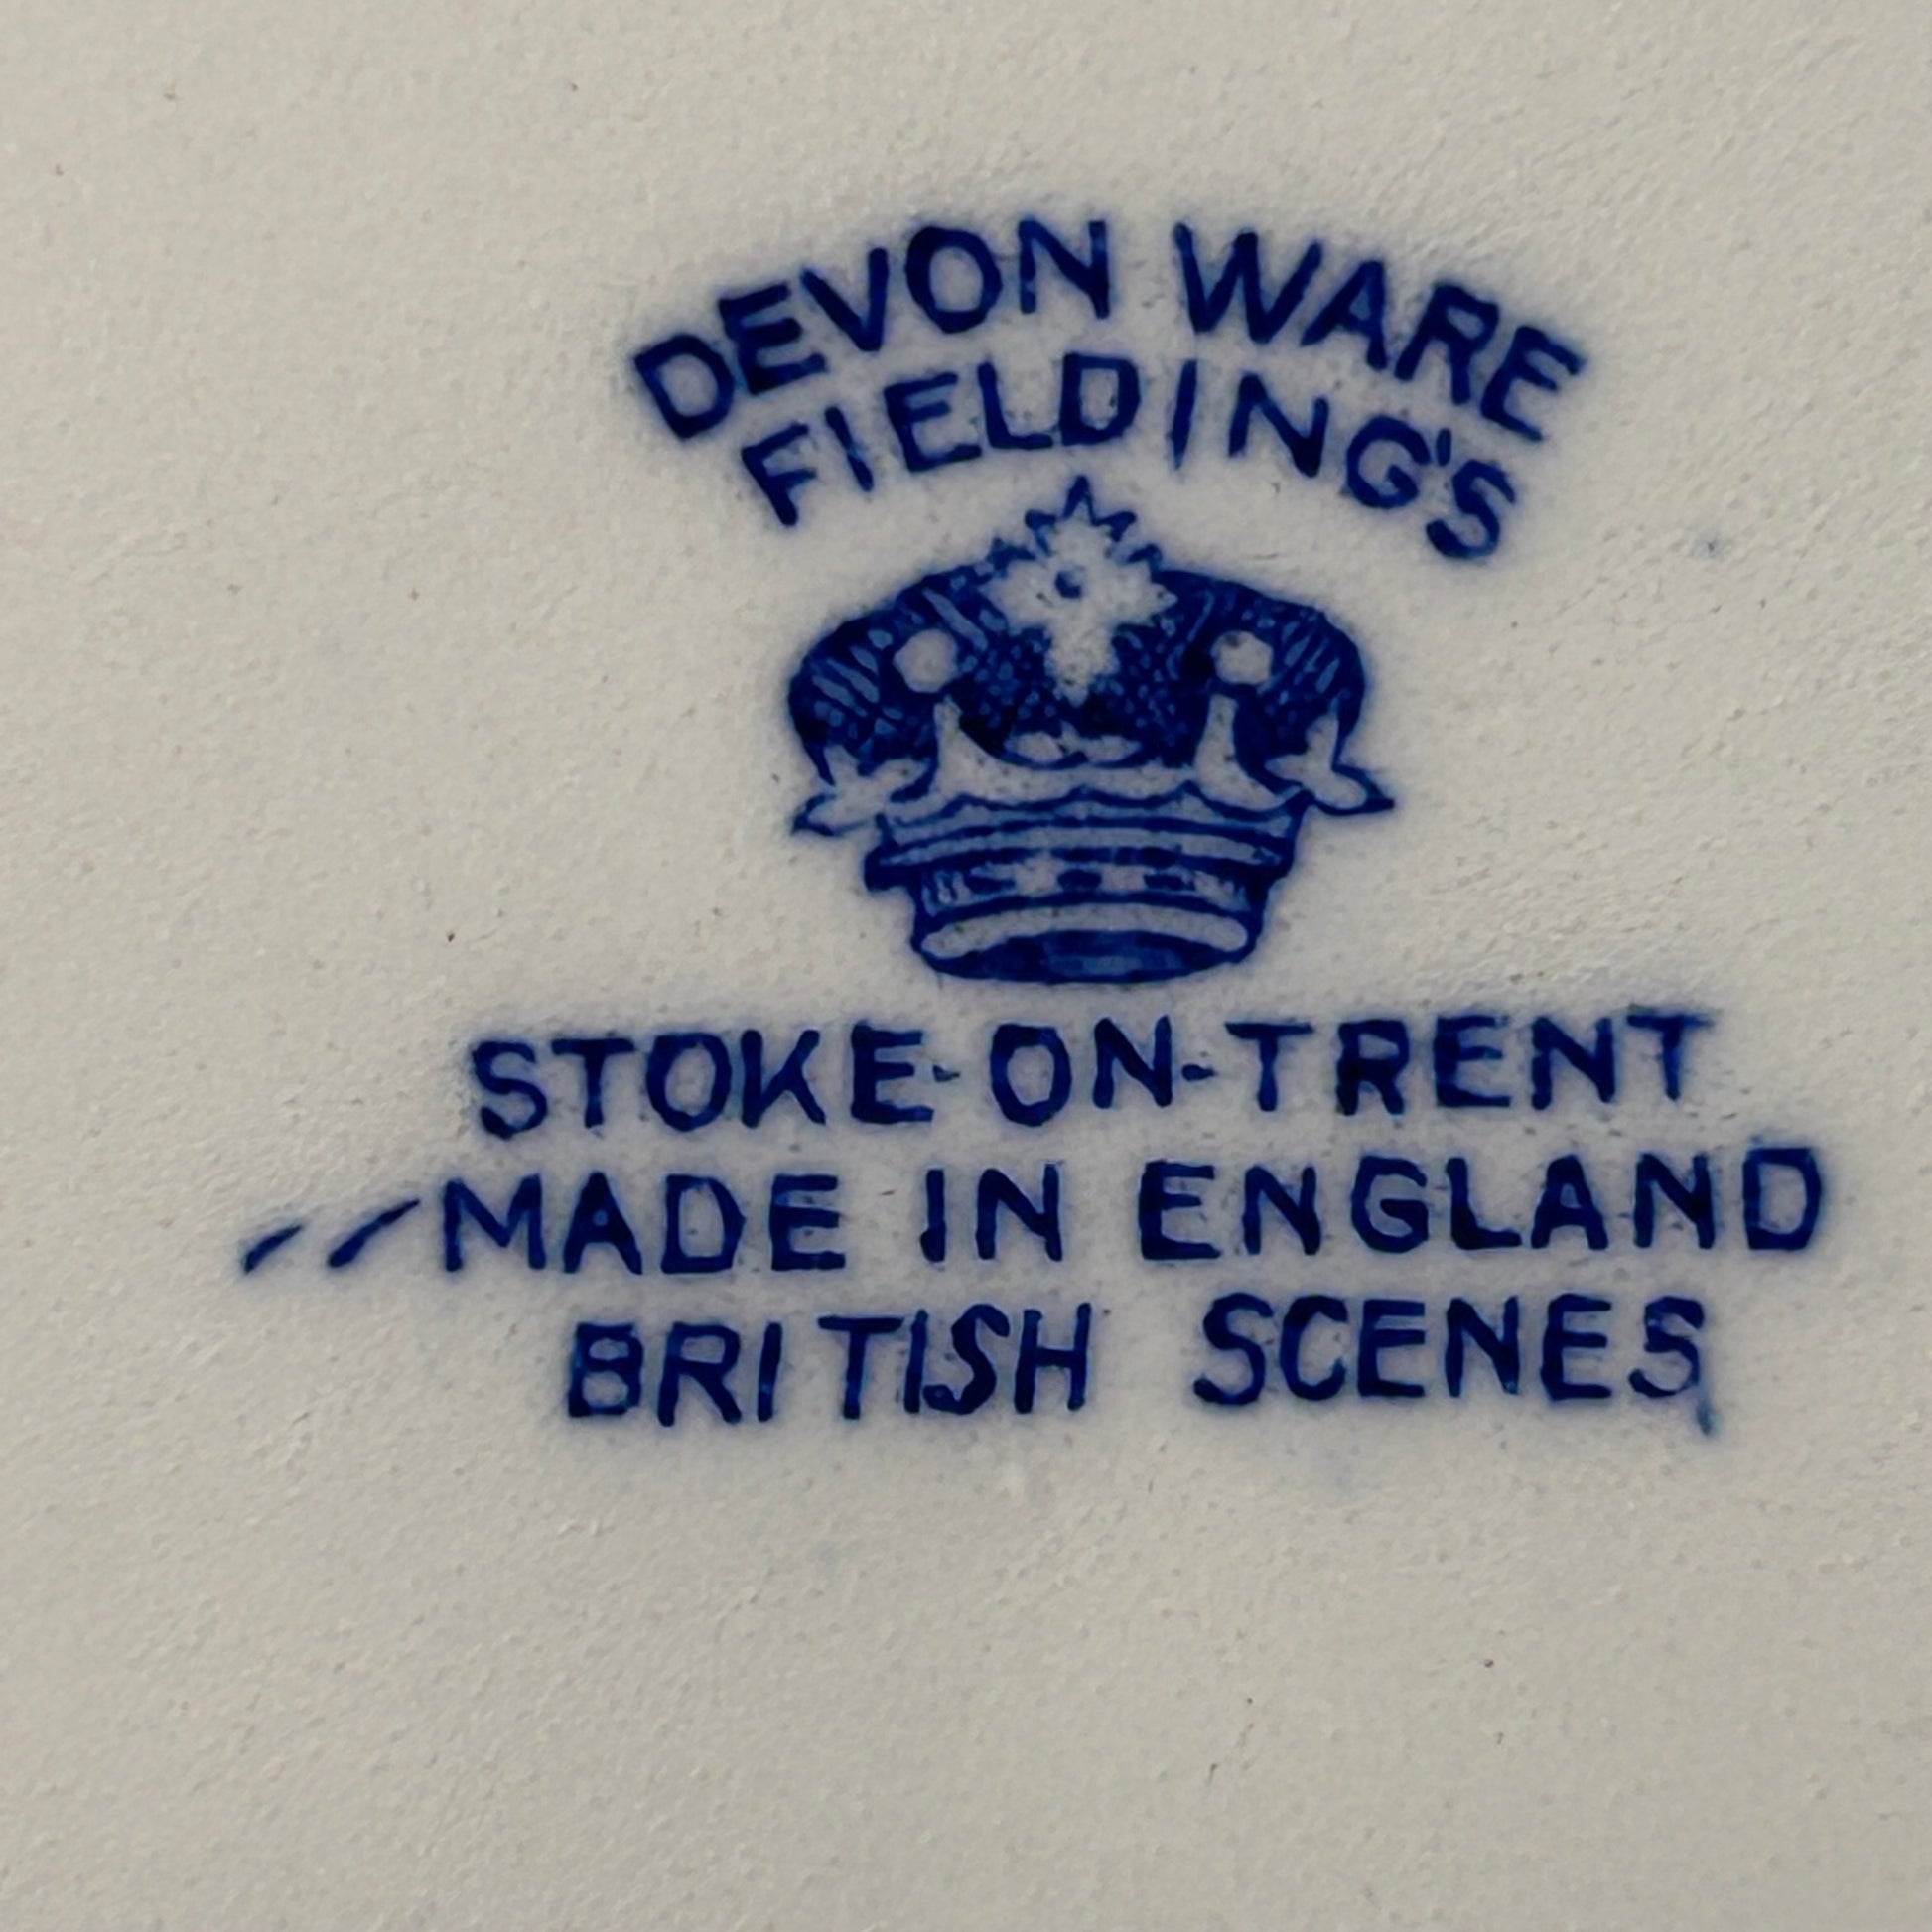 DEVON WARE
FIELDING'S
STOKE-ON-TRENT
MADE IN ENGLAND
BRITISH SCENES